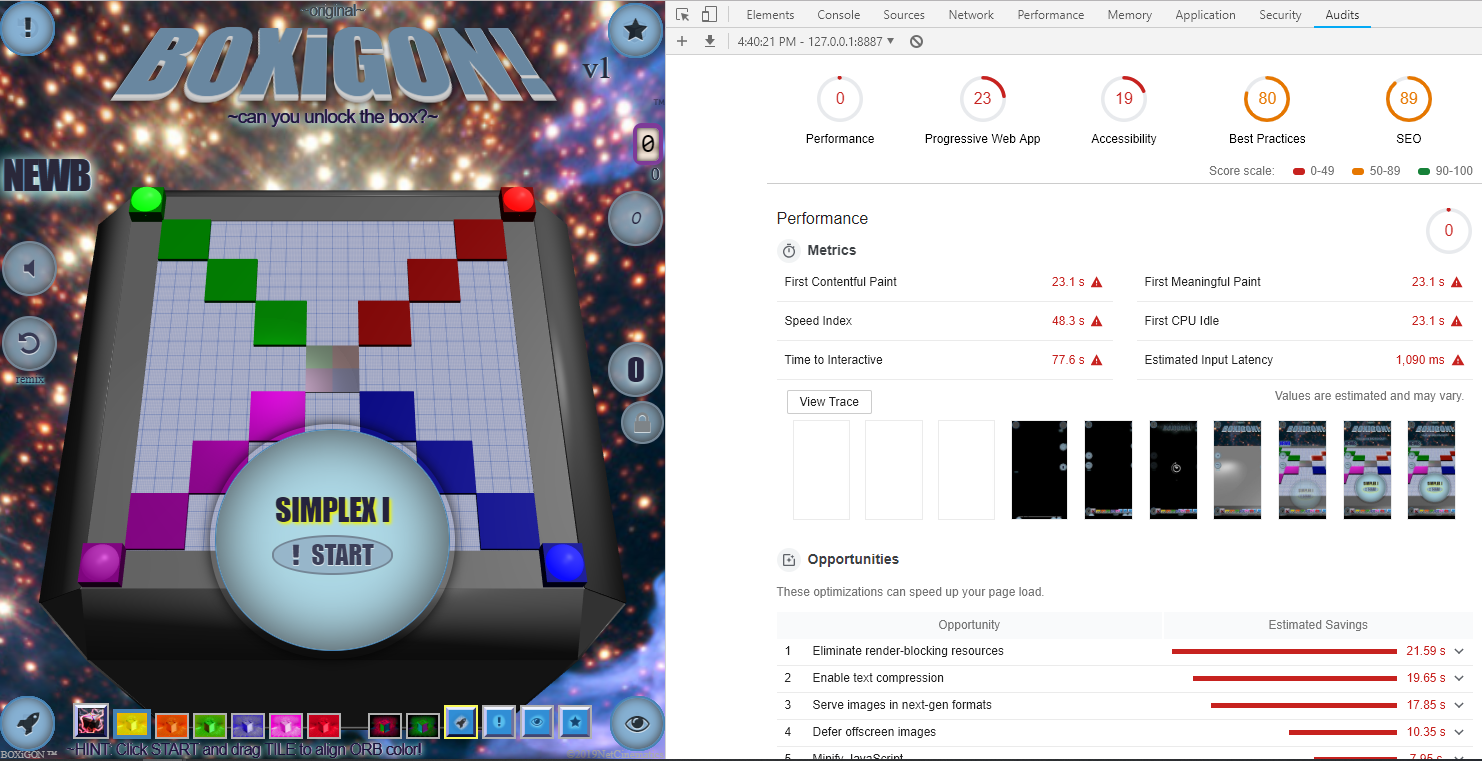 ~original~
BOXiGON!
v1
™
~can you unlock the box?~
0
0
NEWB
0
remix
0
SIMPLEX I
! START
~HINT: Click START and drag TILE to align ORB color!
BOXiGON ™
Elements Console Sources Network Performance Memory Application Security Audits
4:40:21 PM - 127.0.0.1:8887
0 23 19 80 89
Performance Progressive Web App Accessibility Best Practices SEO
Score scale: 0-49 50-89 90-100
Performance
0
Metrics
First Contentful Paint 23.1 s First Meaningful Paint 23.1 s
Speed Index 48.3 s First CPU Idle 23.1 s
Time to Interactive 77.6 s Estimated Input Latency 1,090 ms
View Trace Values are estimated and may vary.
Opportunities
These optimizations can speed up your page load.
Opportunity Estimated Savings
1 Eliminate render-blocking resources 21.59 s
2 Enable text compression 19.65 s
3 Serve images in next-gen formats 17.85 s
4 Defer offscreen images 10.35 s
5 Minify JavaScript 7.95 s